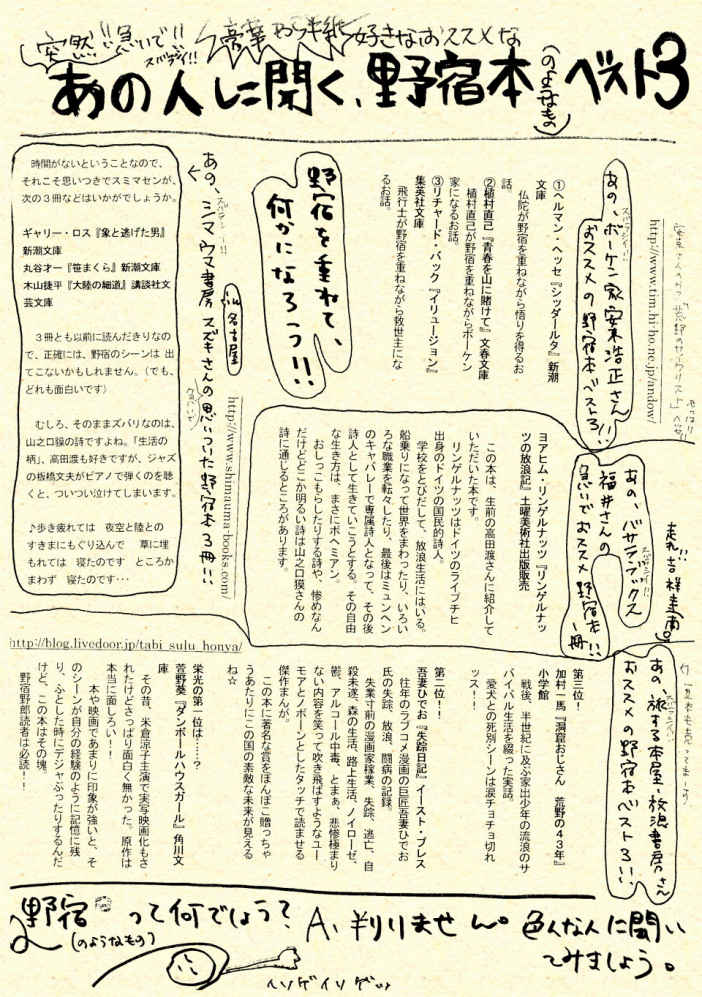 突然!!急いで!!
スバラシイ!!
豪華わら半紙
好きなおススメな
あの人に聞く、野宿本(のようなもの)ベスト3
あの、ボーケン家 安東浩正さん
おススメの野宿本ベスト3!!
http://www.tim.hi-ho.ne.jp/andow/
①ヘルマン・ヘッセ『シッダールタ』新潮
文庫
仏陀が野宿を重ねながら悟りを得るお
話。
②植村直己『青春を山に賭けて』文春文庫
植村直己が野宿を重ねながらボーケン
家になるお話。
③リチャード・バック『イリュージョン』
集英社文庫
飛行士が野宿を重ねながら救世主にな
るお話。
野宿を重ねて、
何かになろう!!
あの、シマウマ書房 スズキさんの思いついた野宿本3冊!!
in 名古屋
http://www.shimauma-books.com/
時間がないということなので、
それこそ思いつきでスミマセンが、
次の3冊などはいかがでしょうか。
ギャリー・ロス『象と逃げた男』
新潮文庫
丸谷才一『笹まくら』新潮文庫
木山捷平『大陸の細道』講談社文
芸文庫
3冊とも以前に読んだきりなの
で、正確には、野宿のシーンは 出
てこないかもしれません。(でも、
どれも面白いです)
むしろ、そのままズバリなのは、
山之口貘の詩ですよね。「生活の
柄」、高田渡も好きですが、ジャズ
の板橋文夫がピアノで弾くのを聴
くと、ついつい泣けてしまいます。
♪歩き疲れては 夜空と陸との
すきまにもぐり込んで 草に埋
もれては 寝たのです ところか
まわず 寝たのです・・・
走れ!!吉祥寺南口
あの、バサラブックス
福井さんの
急いでおススメ野宿本!!
一冊
ヨアヒム・リンゲルナッツ『リンゲルナッ
ツの放浪記』土曜美術社出版販売
この本は、生前の高田渡さんに紹介して
いただいた本です。
リンゲルナッツはドイツのライプチヒ
出身のドイツの国民的詩人。
学校をとびだして、放浪生活にはいる。
船乗りになって世界をまわったり、いろい
ろな職業を転々したり、最後はミュンヘン
のキャバレーで専属詩人となって、その後
詩人として生きていこうとする。その自由
な生き方は、まさにボヘミアン。
おしっこもらしたりする詩や、惨めなん
だけどどこか明るい詩は山之口獏さんの
詩に通じるところがあります。
あの、旅する本屋・放浪書房さん
おススメの野宿本ベスト3!!
http://blog.livedoor.jp/tabi_sulu_honya/
第三位!
加村一馬『洞窟おじさん 荒野の43年』
小学館
戦後、半世紀に及ぶ家出少年の流浪のサ
バイバル生活を綴った実話。
愛犬との死別シーンは涙チョチョ切れ
ッス!
第二位!!
吾妻ひでお『失踪日記』イースト・プレス
往年のラブコメ漫画の巨匠吾妻ひでお
氏の失踪、放浪、闘病の記録。
失業寸前の漫画家稼業、失踪、逃亡、自
殺未遂、森の生活、路上生活、ノイローゼ、
鬱、アルコール中毒、とまぁ、悲惨極まり
ない内容を笑って吹き飛ばすようなユー
モアとノボーンとしたタッチで読ませる
傑作まんが。
この本に著名な賞をぽんぽこ贈っちゃ
うあたりにこの国の素敵な未来が見える
ね☆
栄光の第一位は・・・・・?
菅野葵『ダンボールハウスガール』角川文
庫
その昔、米倉涼子主演で実写映画化もさ
れたけどさっぱり面白く無かった。原作は
本当に面しろい!!
本や映画であまりに印象が強いと、そ
のシーンが自分の経験のように記憶に残
り、ふとした時にデジャぶったりするんだ
けど、この本はその塊。
野宿野郎読者は必読!!
Q 野宿(のようなもの)って何でしょう? A. 判りません。色んな人に聞い
てみましょう。
イソゲイソゲッ